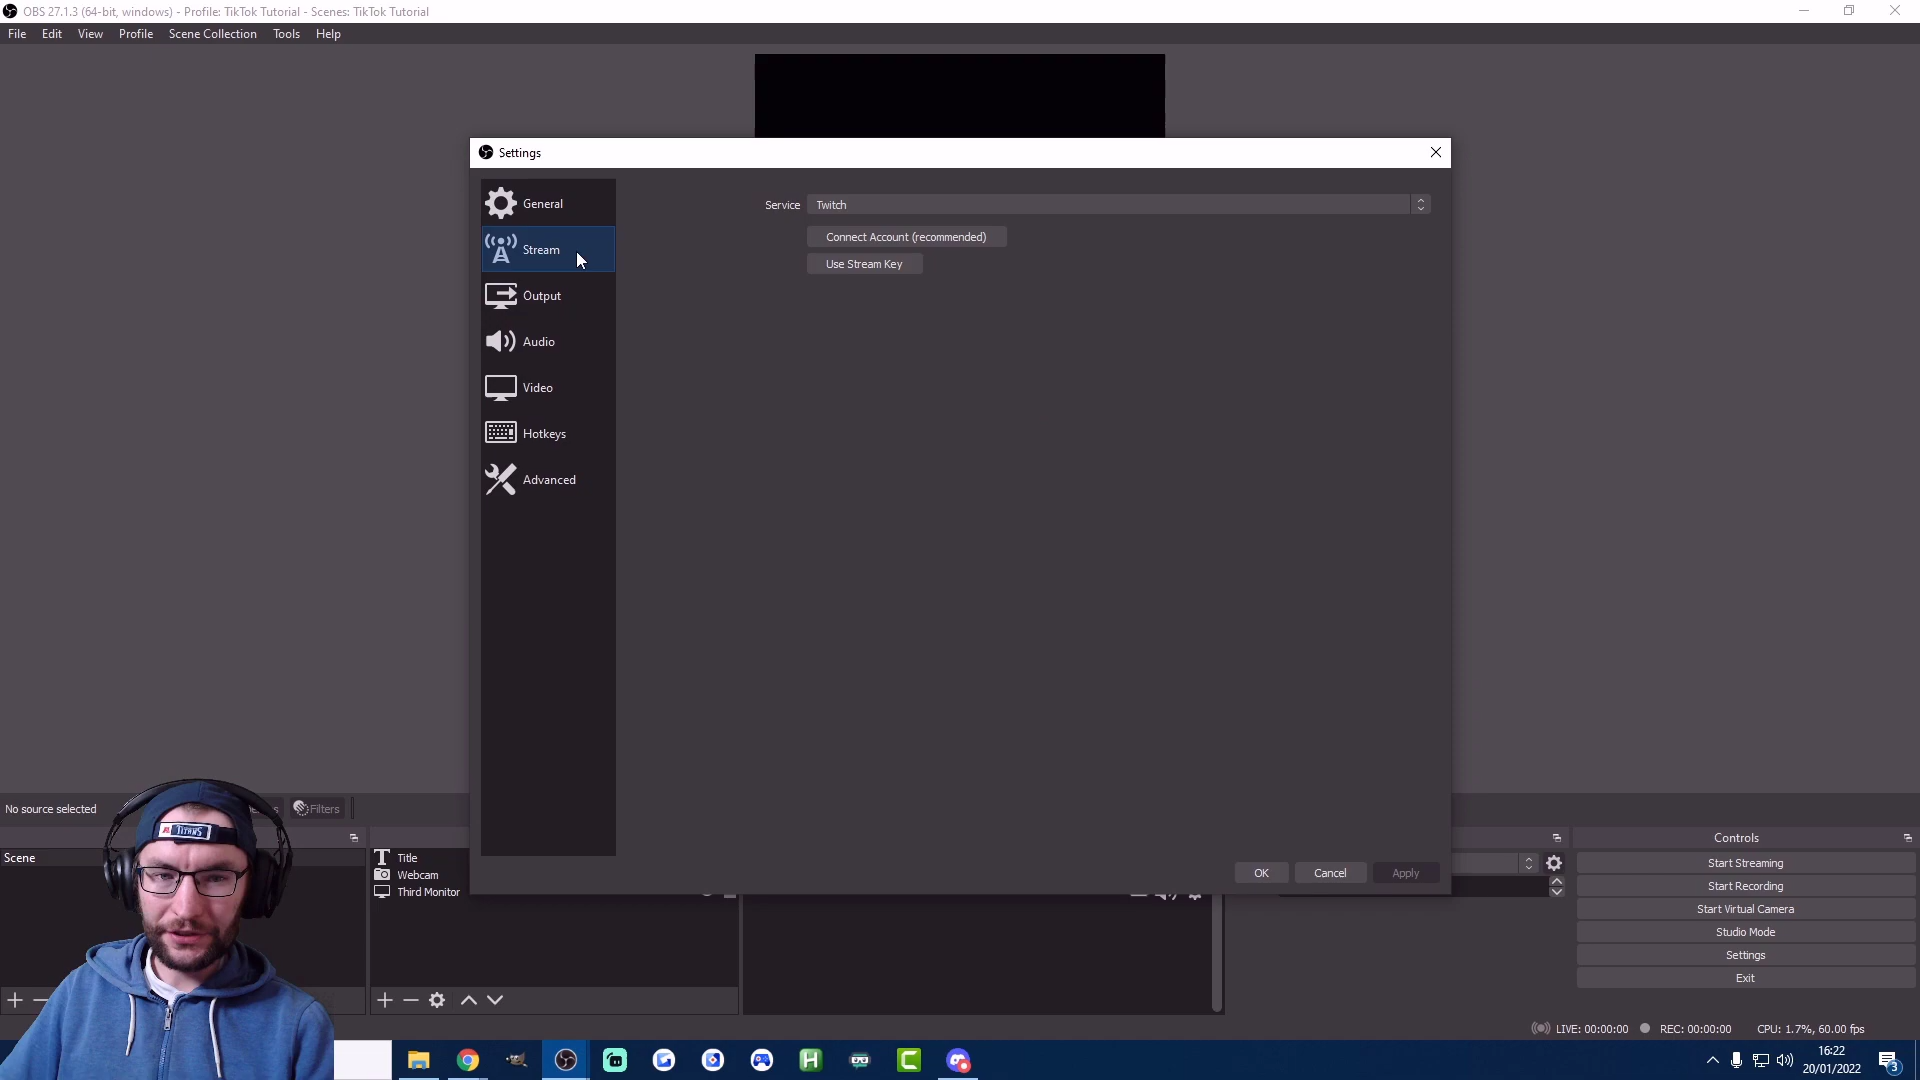 OBS 27.1.3 (64-bit, windows) - Profile: TikTok Tutorial - Scenes: TikTok Tutorial
File Edit View Profile Scene Collection Tools Help
Settings
General
Stream
Output
Audio
Video
Hotkeys
Advanced
Service Twitch
Connect Account (recommended)
Use Stream Key
OK Cancel Apply
No source selected
Filters
Scene
TITANS
Title
Webcam
Third Monitor
Controls
Start Streaming
Start Recording
Start Virtual Camera
Studio Mode
Settings
Exit
LIVE: 00:00:00 REC: 00:00:00 CPU: 1.7%, 60.00 fps
16:22
20/01/2022
3